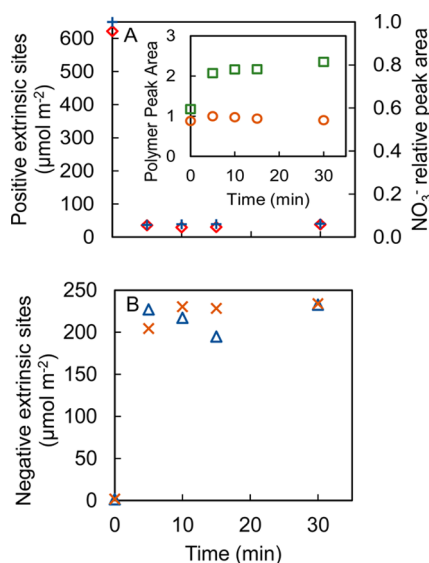 A
Positive extrinsic sites
(μmol m⁻²)
600
500
400
300
200
100
0
1.0
0.8
0.6
0.4
0.2
0.0
NO₃⁻ relative peak area
Polymer Peak Area
3
2
1
0
0 10 20 30
Time (min)
B
Negative extrinsic sites
(μmol m⁻²)
250
200
150
100
50
0
0 10 20 30
Time (min)